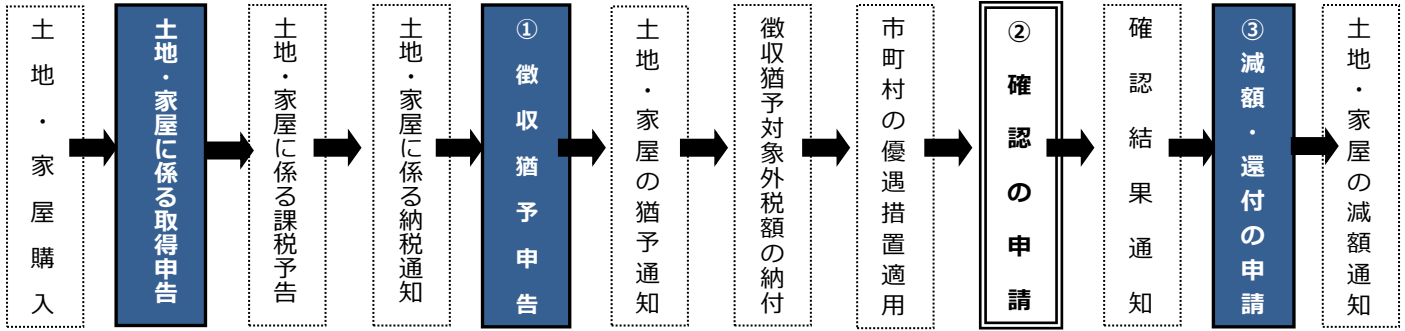 土地・家屋購入
土地・家屋に係る取得申告
土地・家屋に係る課税予告
土地・家屋に係る納税通知
①徴収猶予申告
土地・家屋の猶予通知
徴収猶予対象外税額の納付
市町村の優遇措置適用
②確認の申請
確認結果通知
③減額・還付の申請
土地・家屋の減額通知